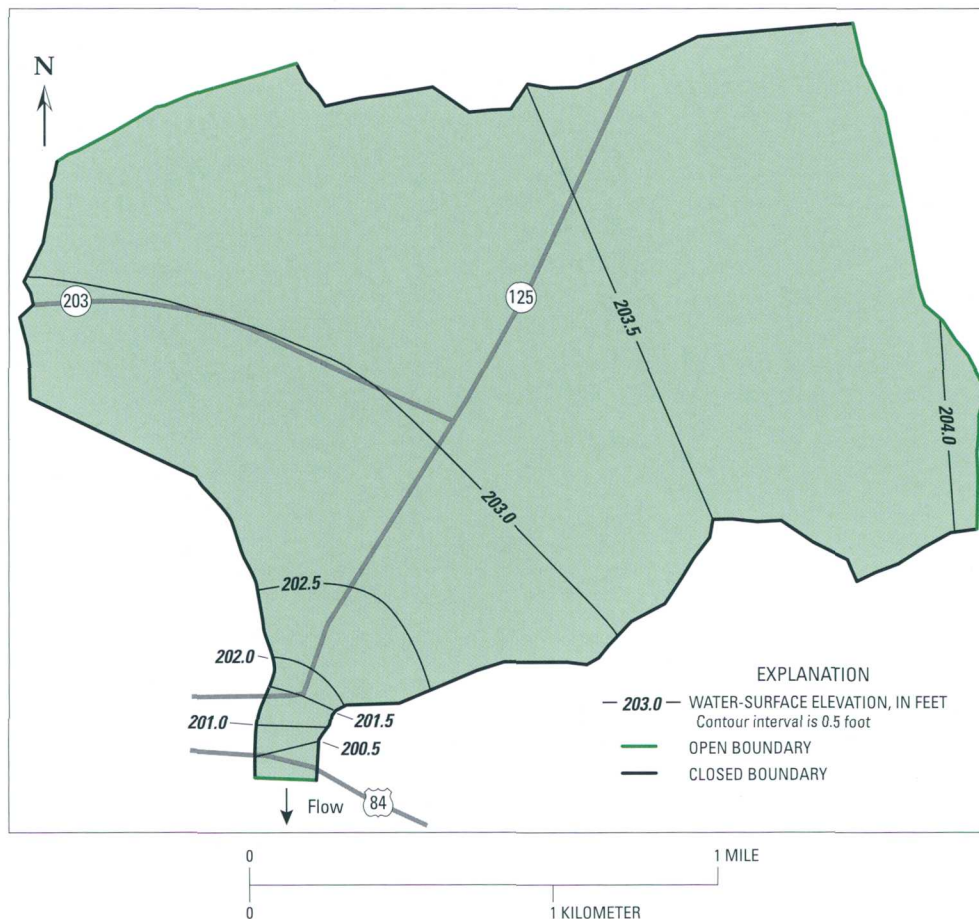 N
203
125
203.5
204.0
203.0
202.5
202.0
201.5
201.0
200.5
Flow
84
EXPLANATION
203.0 WATER-SURFACE ELEVATION, IN FEET
Contour interval is 0.5 foot
OPEN BOUNDARY
CLOSED BOUNDARY
0 1 MILE
0 1 KILOMETER